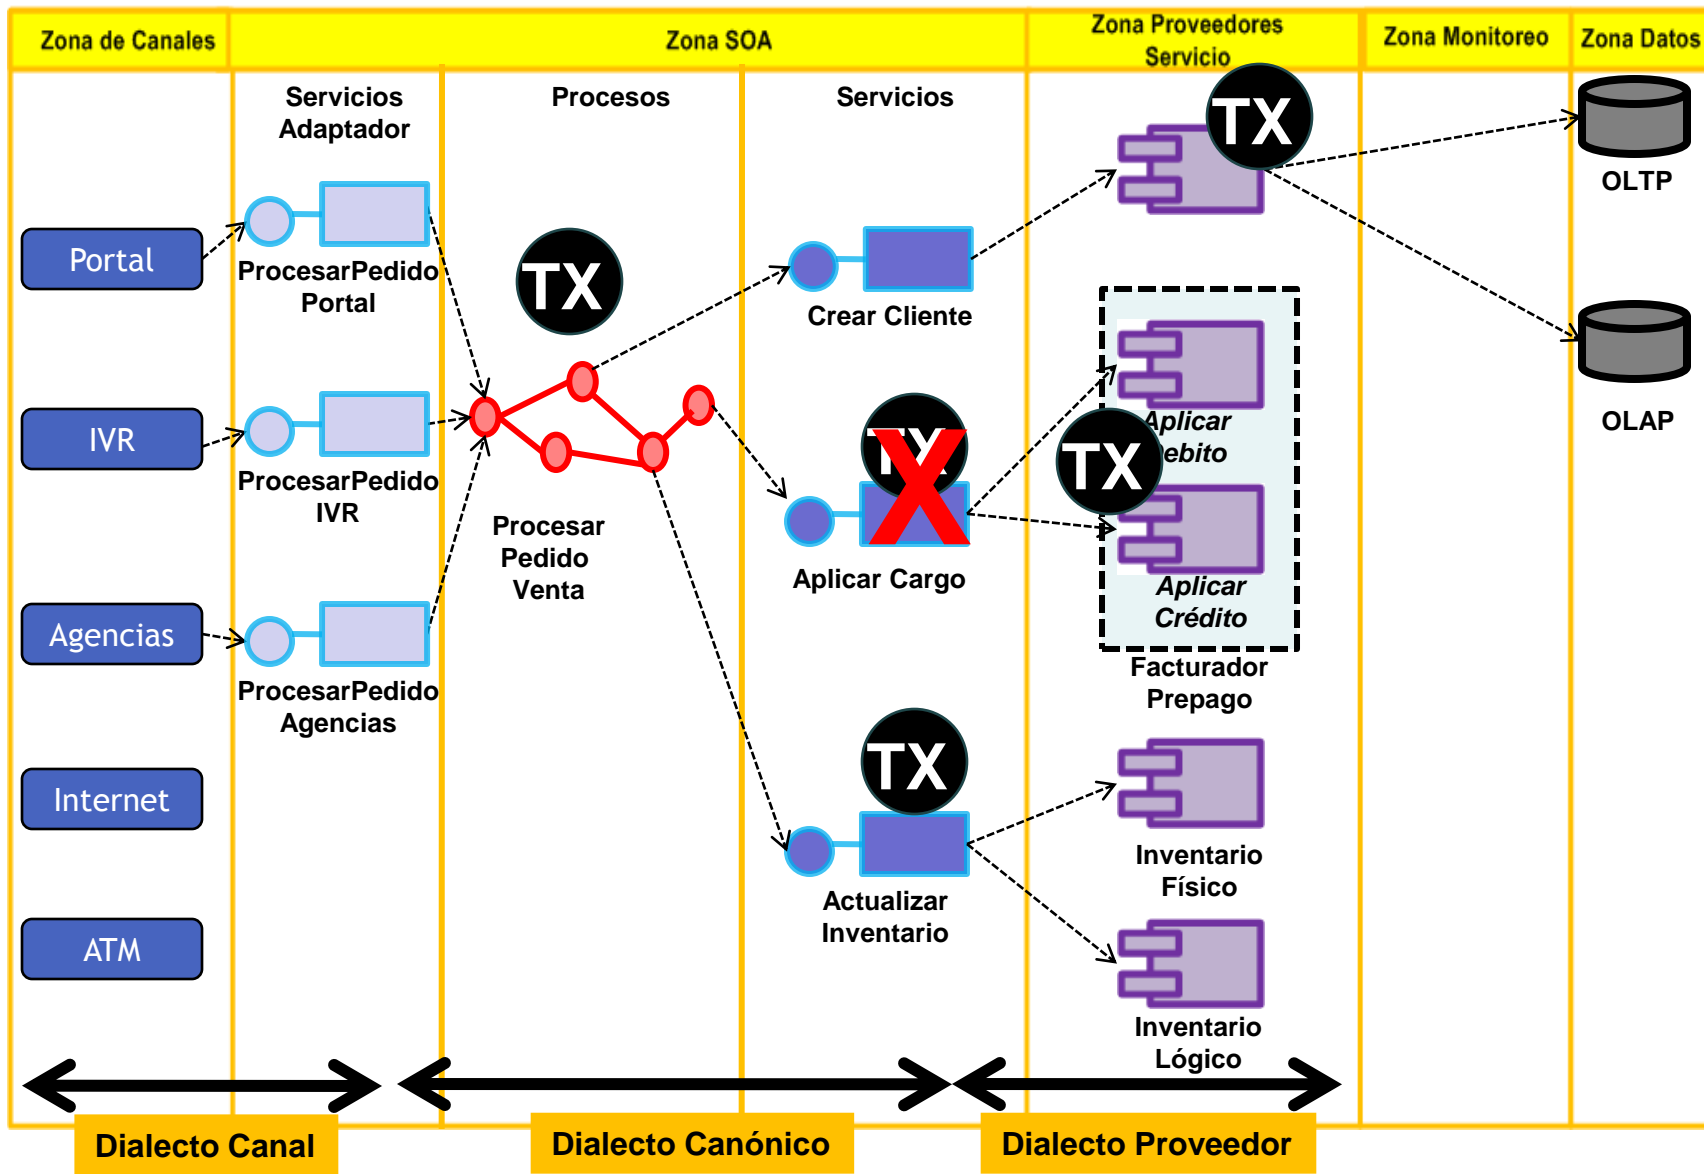 Zona de Canales
Zona SOA
Zona Proveedores
Servicio
Zona Monitoreo
Zona Datos
Servicios
Adaptador
Procesos
Servicios
TX
OLTP
Portal
ProcesarPedido
Portal
TX
Crear Cliente
OLAP
IVR
ProcesarPedido
IVR
Procesar
Pedido
Venta
TX
X
Aplicar Cargo
Aplicar
ebito
TX
Aplicar
Crédito
Facturador
Prepago
Agencias
ProcesarPedido
Agencias
Internet
TX
Actualizar
Inventario
Inventario
Físico
ATM
Inventario
Lógico
Dialecto Canal
Dialecto Canónico
Dialecto Proveedor